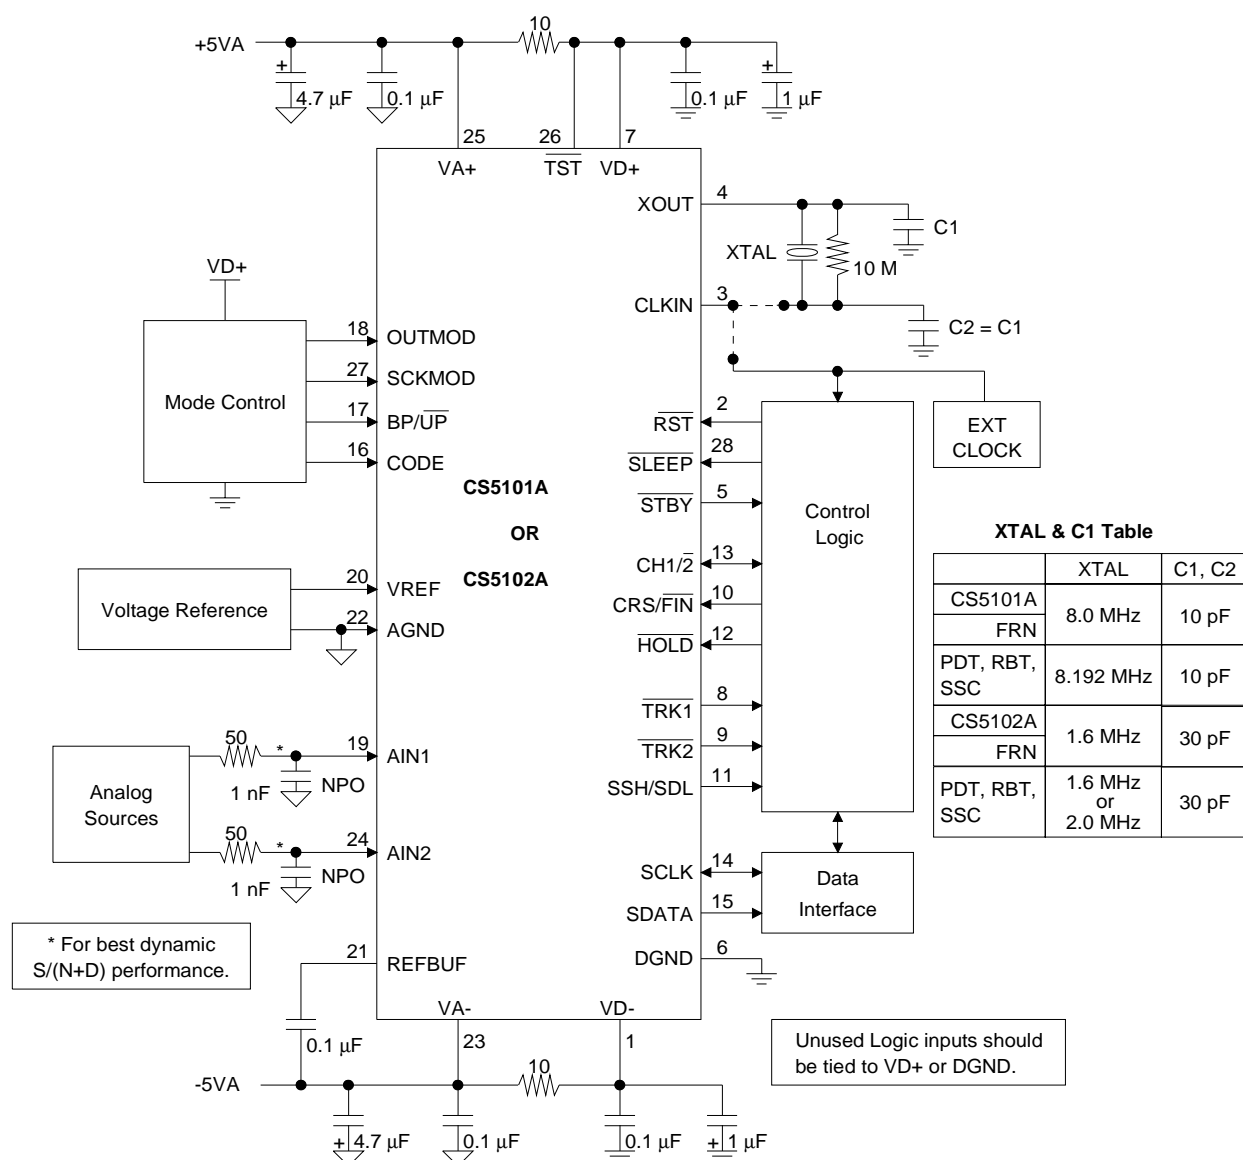 10
+5VA
+
4.7 µF
0.1 µF
0.1 µF
+
1 µF
25
26
7
VA+
TST
VD+
XOUT
4
C1
XTAL
10 M
VD+
CLKIN
3
C2 = C1
Mode Control
18
OUTMOD
27
SCKMOD
17
BP/UP
16
CODE
RST
2
SLEEP
28
STBY
5
CH1/2
13
CRS/FIN
10
HOLD
12
TRK1
8
TRK2
9
SSH/SDL
11
Control
Logic
EXT
CLOCK
CS5101A
OR
CS5102A
Voltage Reference
20
VREF
22
AGND
XTAL & C1 Table
XTAL C1, C2
CS5101A
FRN
8.0 MHz 10 pF
PDT, RBT,
SSC
8.192 MHz 10 pF
CS5102A
FRN
1.6 MHz 30 pF
PDT, RBT,
SSC
1.6 MHz
or
2.0 MHz
30 pF
Analog
Sources
50
*
19
AIN1
1 nF
NPO
50
*
24
AIN2
1 nF
NPO
SCLK
14
SDATA
15
Data
Interface
DGND
6
* For best dynamic
S/(N+D) performance.
21
REFBUF
0.1 µF
VA-
VD-
23
1
Unused Logic inputs should
be tied to VD+ or DGND.
-5VA
10
+
4.7 µF
0.1 µF
0.1 µF
+
1 µF